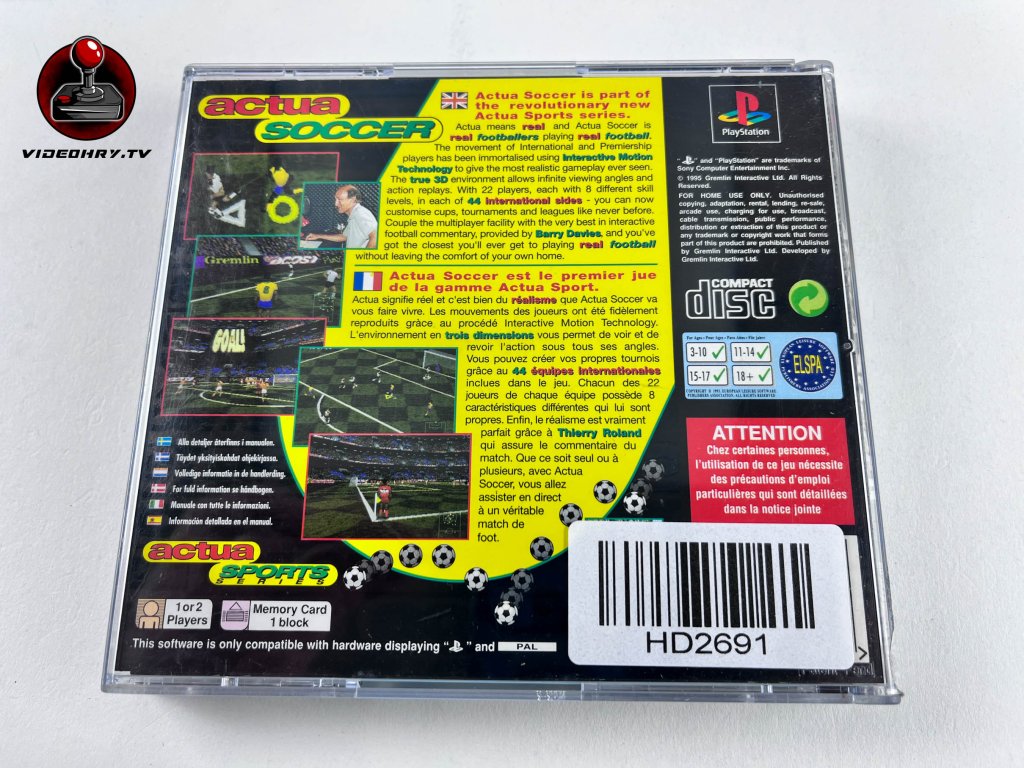 VIDEOHRY.TV
actua
SOCCER
Actua Soccer is part of
the revolutionary new
Actua Sports series.
Actua means real and Actua Soccer is
real footballers playing real football.
The movement of International and Premiership
players has been immortalised using Interactive Motion
Technology to give the most realistic gameplay ever seen.
The true 3D environment allows infinite viewing angles and
action replays. With 22 players, each with 8 different skill
levels, in each of 44 international sides - you can now
customise cups, tournaments and leagues like never before.
Couple the multiplayer facility with the very best in interactive
football commentary, provided by Barry Davies, and you've
got the closest you'll ever get to playing real football
without leaving the comfort of your own home.
Actua Soccer est le premier jue
de la gamme Actua Sport.
Actua signifie réel et c'est bien du réalisme que Actua Soccer va
vous faire vivre. Les mouvements des joueurs ont été fidèlement
reproduits grâce au procédé Interactive Motion Technology.
L'environnement en trois dimensions vous permet de voir et de
revoir l'action sous tous ses angles.
Vous pouvez créer vos propres tournois
grâce au 44 équipes internationales
inclues dans le jeu. Chacun des 22
joueurs de chaque équipe possède 8
caractéristiques différentes qui lui sont
propres. Enfin, le réalisme est vraiment
parfait grâce à Thierry Roland
qui assure le commentaire du
match. Que ce soit seul ou à
plusieurs, avec Actua
Soccer, vous allez
assister en direct
à un véritable
match de
foot.
Gremlin
GOAL!
Alla detaljer återfinns i manualen.
Täydet yksityiskohdat ohjekirjassa.
Volledige informatie in de handlerding.
For fuld information se håndbogen.
Manuale con tutte le informazioni.
Información detallada en el manual.
actua
SPORTS
SERIES
1 or 2
Players
Memory Card
1 block
This software is only compatible with hardware displaying " " and PAL
PlayStation
" " and "PlayStation" are trademarks of
Sony Computer Entertainment Inc.
© 1995 Gremlin Interactive Ltd. All Rights
Reserved.
FOR HOME USE ONLY. Unauthorised
copying, adaptation, rental, lending, re-sale,
arcade use, charging for use, broadcast,
cable transmission, public performance,
distribution or extraction of this product or
any trademark or copyright work that forms
part of this product are prohibited. Published
by Gremlin Interactive Ltd. Developed by
Gremlin Interactive Ltd.
COMPACT
disc
3-10
11-14
15-17
18+
ELSPA
EUROPEAN LEISURE SOFTWARE
PUBLISHERS ASSOCIATION LTD.
ATTENTION
Chez certaines personnes,
l'utilisation de ce jeu nécessite
des précautions d'emploi
particulières qui sont détaillées
dans la notice jointe
HD2691